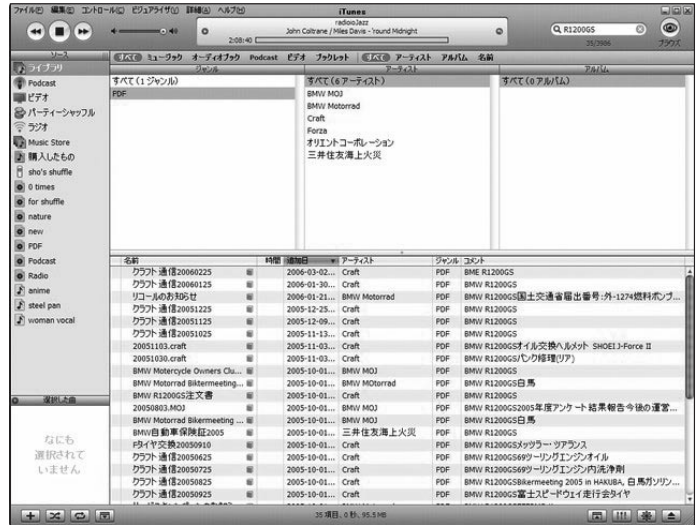 ファイル(F) 編集(E) コントロール(C) ビジュアライザ(V) 詳細(A) ヘルプ(H)
iTunes
radioioJazz
John Coltrane / Miles Davis - 'round Midnight
2:08:40
R1200GS
35/3986
ブラウズ
ソース
すべて ミュージック オーディオブック Podcast ビデオ ブックレット すべて アーティスト アルバム 名前
ライブラリ
Podcast
ビデオ
パーティーシャッフル
ラジオ
Music Store
購入したもの
sho's shuffle
0 times
for shuffle
nature
new
PDF
Podcast
Radio
anime
steel pan
woman vocal
選択した曲
なにも
選択されて
いません
ジャンル
すべて (1 ジャンル)
PDF
アーティスト
すべて (6 アーティスト)
BMW MOJ
BMW Motorrad
Craft
Forza
オリエントコーポレーション
三井住友海上火災
アルバム
すべて (0 アルバム)
名前 時間 追加日 アーティスト ジャンル コメント
クラフト通信20060225 2006-03-02... Craft PDF BME R1200GS
クラフト通信20060125 2006-01-30... Craft PDF BMW R1200GS
リコールのお知らせ 2006-01-21... BMW Motorrad PDF BMW R1200GS国土交通省届出番号:外-1274燃料ポンプ...
クラフト通信20051225 2005-12-25... Craft PDF BMW R1200GS
クラフト通信20051125 2005-12-09... Craft PDF BMW R1200GS
クラフト通信20051025 2005-11-13... Craft PDF BMW R1200GS
20051103.craft 2005-11-03... Craft PDF BMW R1200GSオイル交換ヘルメット SHOEI J-Force II
20051030.craft 2005-11-03... Craft PDF BMW R1200GSパンク修理(リア)
BMW Motorcycle Owners Clu... 2005-10-01... BMW MOJ PDF BMW R1200GS
BMW Motorrad Bikermeeting... 2005-10-01... BMW MOtorrad PDF BMW R1200GS白馬
BMW R1200GS注文書 2005-10-01... Craft PDF BMW R1200GS
20050803.MOJ 2005-10-01... BMW MOJ PDF BMW R1200GS2005年度アンケート結果報告今後の運営...
BMW Motorrad Bikermeeting ... 2005-10-01... BMW MOJ PDF BMW R1200GS白馬
BMW自動車保険証2005 2005-10-01... 三井住友海上火災 PDF BMW R1200GS
Fタイヤ交換20050910 2005-10-01... Craft PDF BMW R1200GSメッツラー・ツアランス
クラフト通信20050625 2005-10-01... Craft PDF BMW R1200GS69ツーリングエンジンオイル
クラフト通信20050725 2005-10-01... Craft PDF BMW R1200GS69ツーリングエンジン内洗浄剤
クラフト通信20050825 2005-10-01... Craft PDF BMW R1200GSBikermeeting 2005 in HAKUBA, 白馬ガソリン...
クラフト通信20050925 2005-10-01... Craft PDF BMW R1200GS富士スピードウェイ走行会タイヤ
35 項目, 0 秒, 95.5 MB